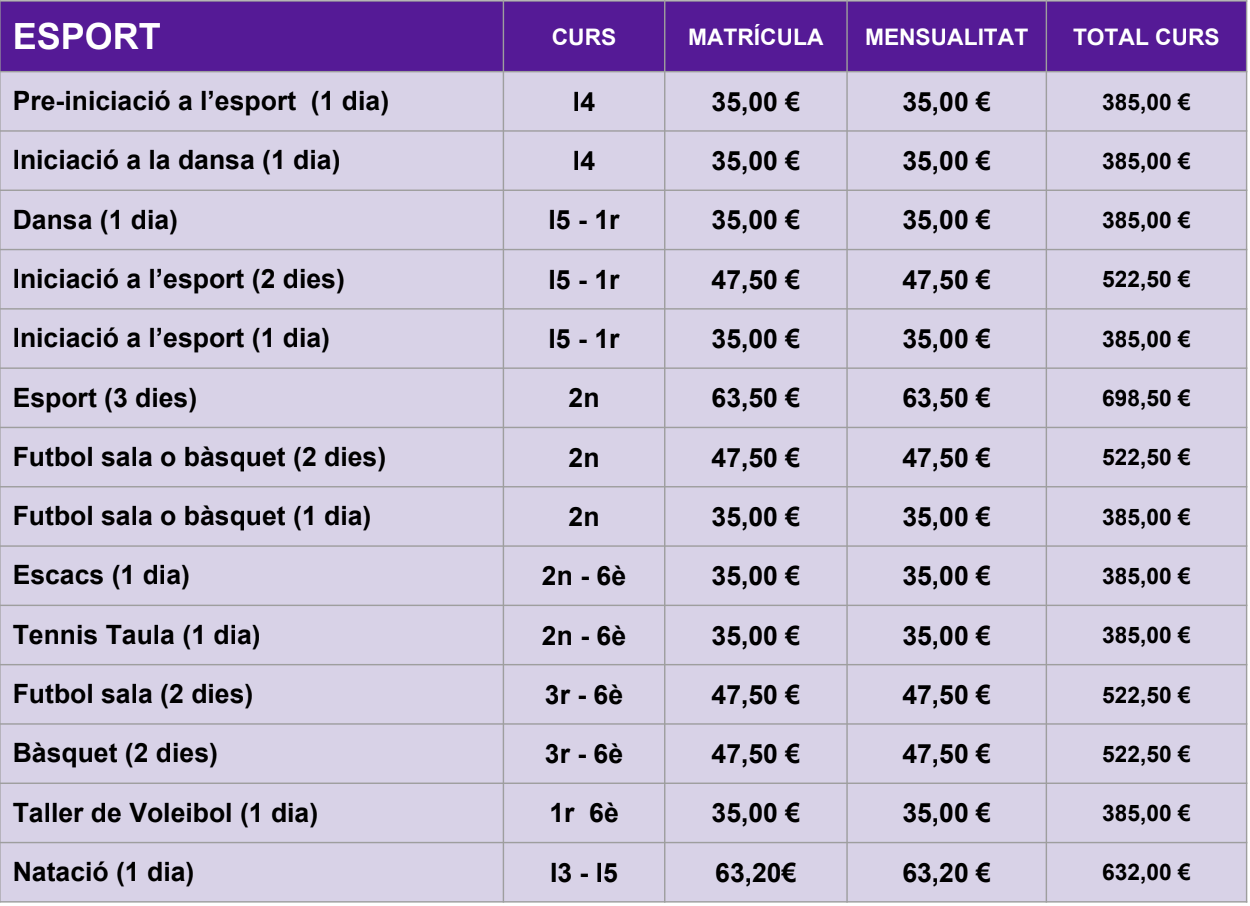 ESPORT CURS MATRÍCULA MENSUALITAT TOTAL CURS
Pre-iniciació a l’esport  (1 dia) I4 35,00 € 35,00 € 385,00 €
Iniciació a la dansa (1 dia) I4 35,00 € 35,00 € 385,00 €
Dansa (1 dia) I5 - 1r 35,00 € 35,00 € 385,00 €
Iniciació a l’esport (2 dies) I5 - 1r 47,50 € 47,50 € 522,50 €
Iniciació a l’esport (1 dia) I5 - 1r 35,00 € 35,00 € 385,00 €
Esport (3 dies) 2n 63,50 € 63,50 € 698,50 €
Futbol sala o bàsquet (2 dies) 2n 47,50 € 47,50 € 522,50 €
Futbol sala o bàsquet (1 dia) 2n 35,00 € 35,00 € 385,00 €
Escacs (1 dia) 2n - 6è 35,00 € 35,00 € 385,00 €
Tennis Taula (1 dia) 2n - 6è 35,00 € 35,00 € 385,00 €
Futbol sala (2 dies) 3r - 6è 47,50 € 47,50 € 522,50 €
Bàsquet (2 dies) 3r - 6è 47,50 € 47,50 € 522,50 €
Taller de Voleibol (1 dia) 1r  6è 35,00 € 35,00 € 385,00 €
Natació (1 dia) I3 - I5 63,20€ 63,20 € 632,00 €